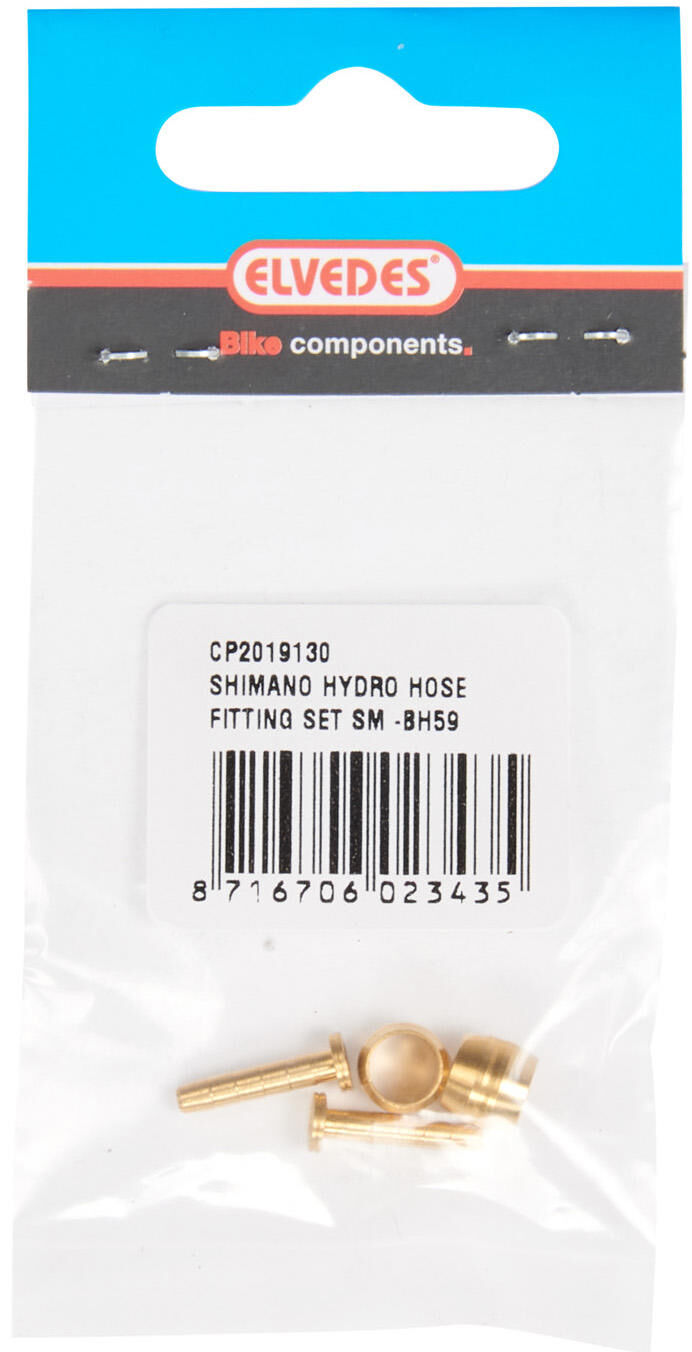 ELVEDES®
Bike components.
CP2019130
SHIMANO HYDRO HOSE
FITTING SET SM -BH59
8 716706 023435